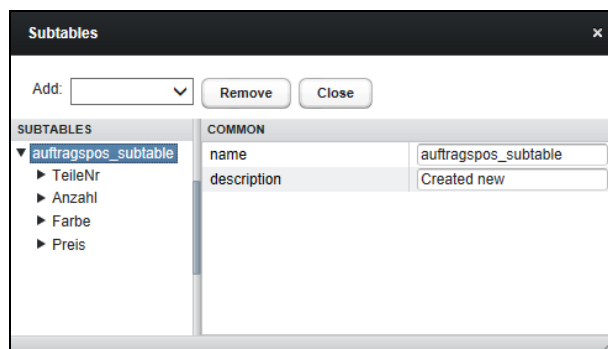 Subtables
×
Add: Remove Close
SUBTABLES COMMON
auftragspos_subtable name auftragspos_subtable
TeileNr description Created new
Anzahl
Farbe
Preis